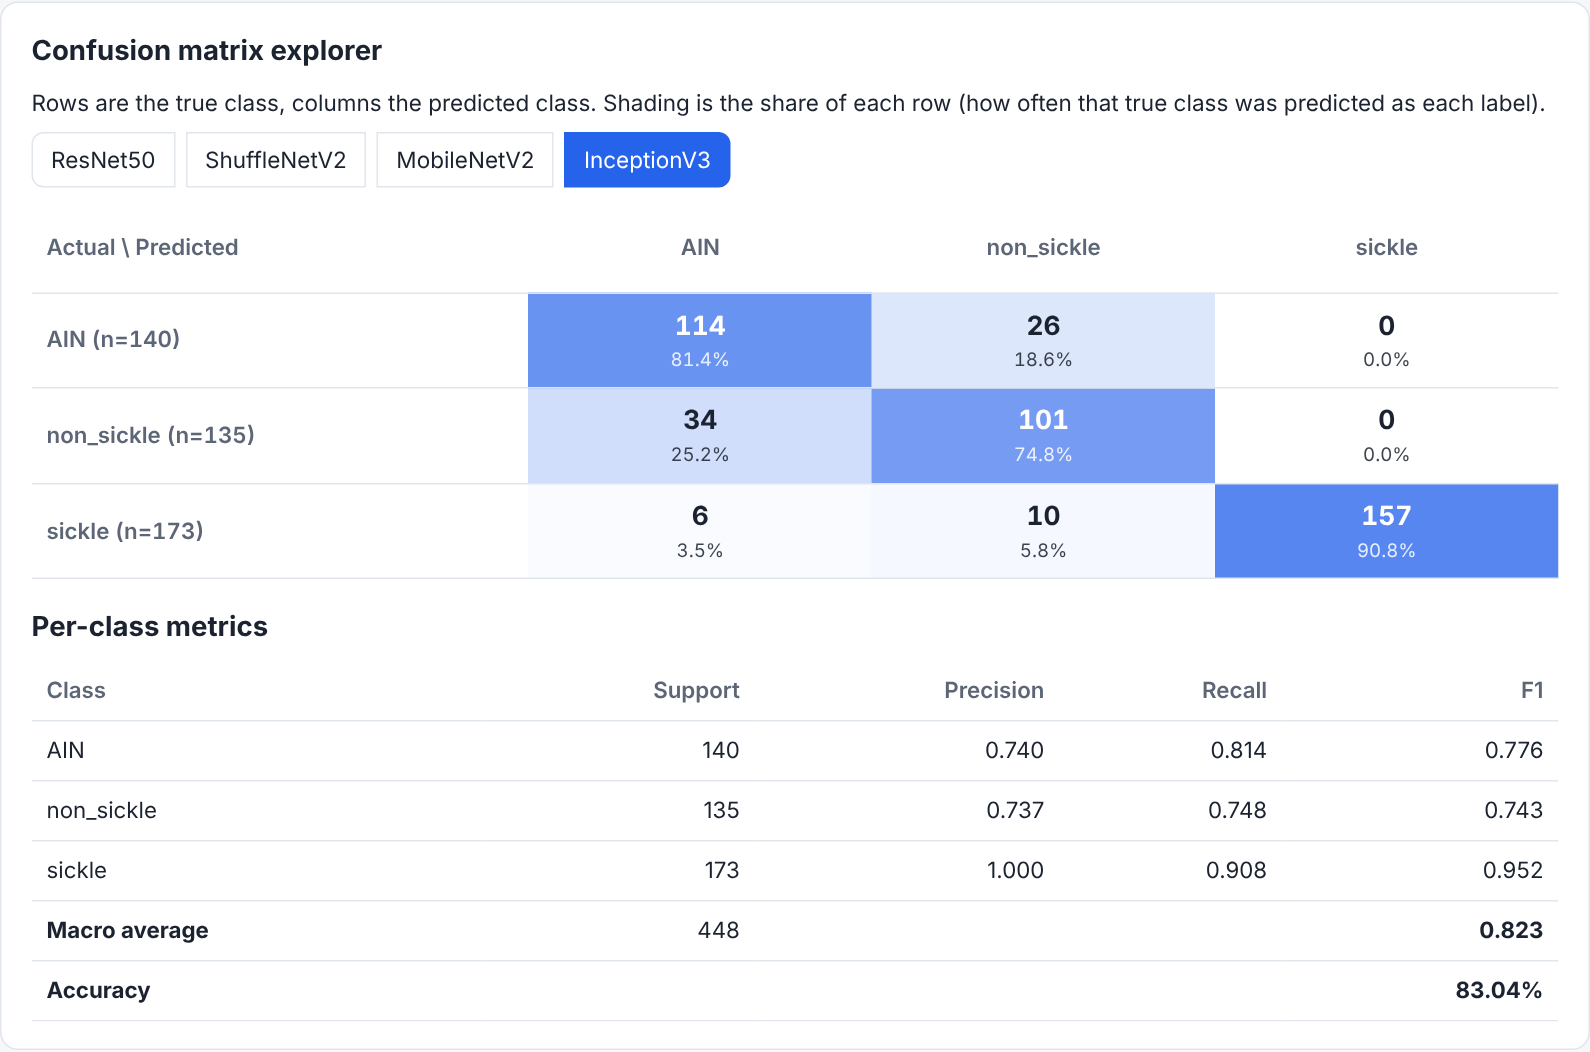 Confusion matrix explorer
Rows are the true class, columns the predicted class. Shading is the share of each row (how often that true class was predicted as each label).
ResNet50 ShuffleNetV2 MobileNetV2 InceptionV3
Actual \ Predicted AIN non_sickle sickle
AIN (n=140) 114 26 0
81.4% 18.6% 0.0%
non_sickle (n=135) 34 101 0
25.2% 74.8% 0.0%
sickle (n=173) 6 10 157
3.5% 5.8% 90.8%
Per-class metrics
Class Support Precision Recall F1
AIN 140 0.740 0.814 0.776
non_sickle 135 0.737 0.748 0.743
sickle 173 1.000 0.908 0.952
Macro average 448 0.823
Accuracy 83.04%